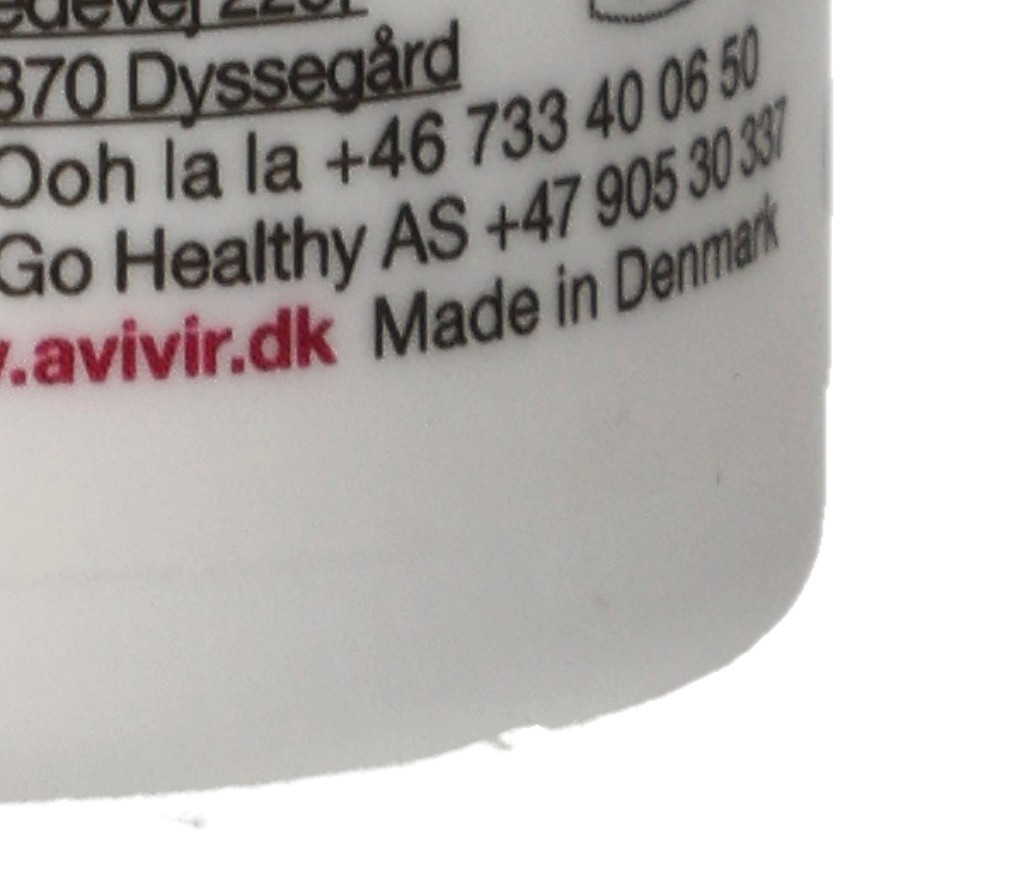 870 Dyssegård
Ooh la la +46 733 40 06 50
Go Healthy AS +47 905 30 337
.avivir.dk Made in Denmark